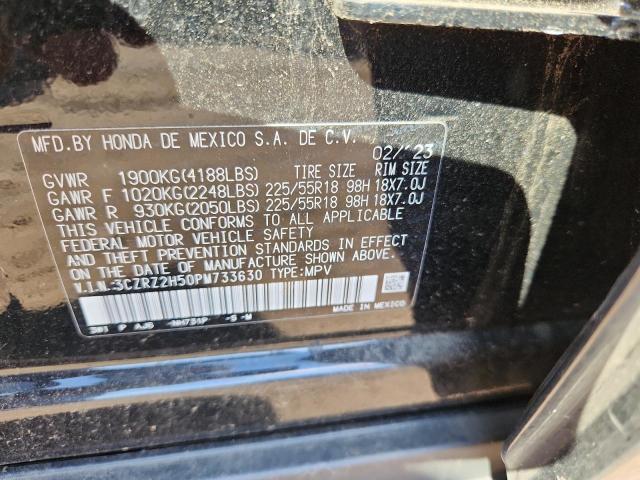 MFD.BY HONDA DE MEXICO S.A. DE C.V. 02/'23
GVWR 1900KG(4188LBS) TIRE SIZE RIM SIZE
GAWR F 1020KG(2248LBS) 225/55R18 98H 18X7.0J
GAWR R 930KG(2050LBS) 225/55R18 98H 18X7.0J
THIS VEHICLE CONFORMS TO ALL APPLICABLE
FEDERAL MOTOR VEHICLE SAFETY
AND THEFT PREVENTION STANDARDS IN EFFECT
ON THE DATE OF MANUFACTURE SHOWN ABOVE.
V.I.N:3CZRZ2H50PM733630 TYPE:MPV
MADE IN MEXICO